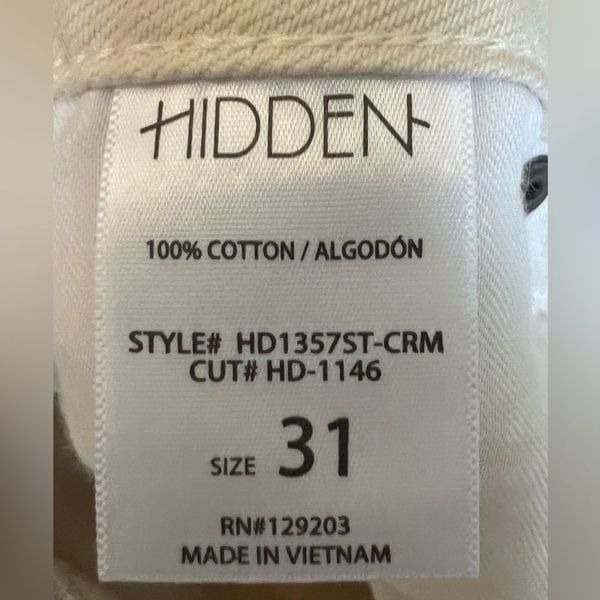 HIDDEN
100% COTTON / ALGODÓN
STYLE# HD1357ST-CRM
CUT# HD-1146
SIZE 31
RN#129203
MADE IN VIETNAM